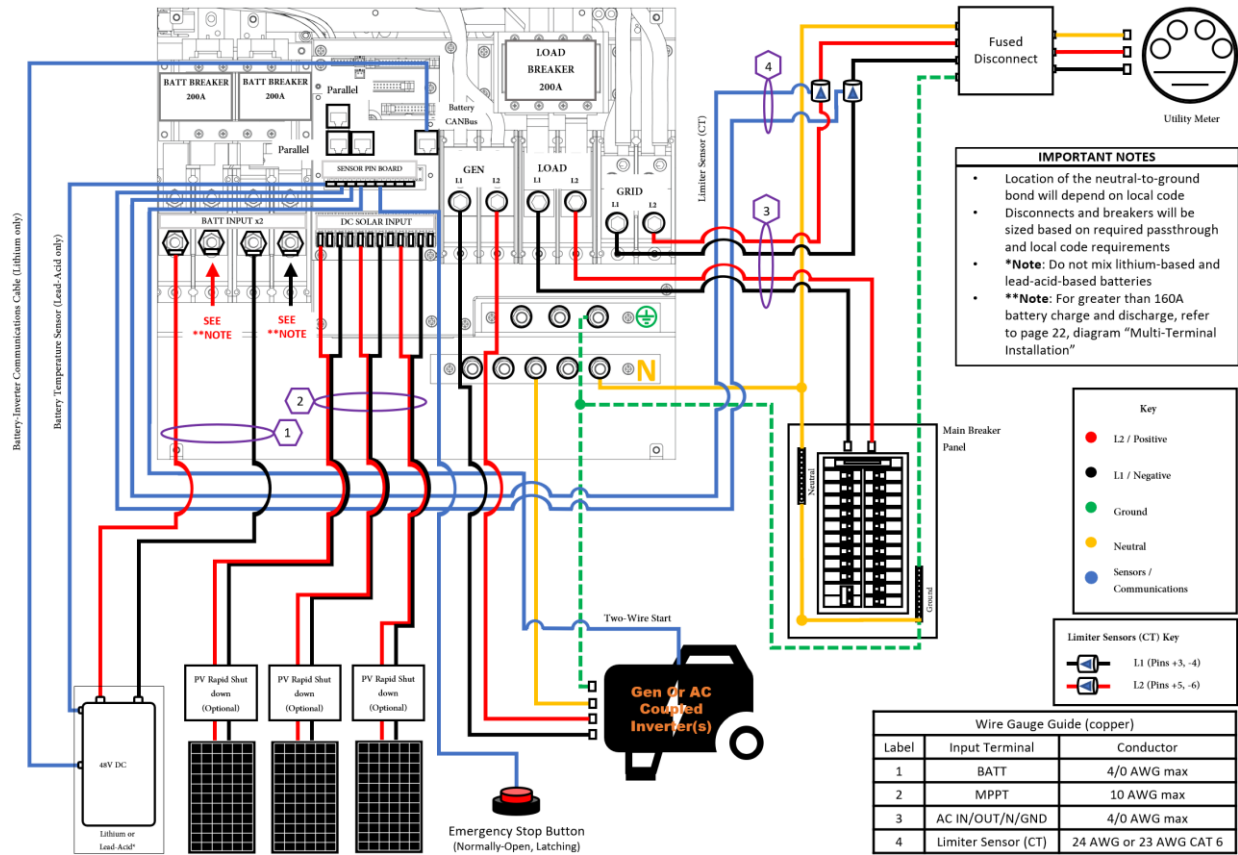 BATT BREAKER
200A
BATT BREAKER
200A
Parallel
Parallel
Battery
CANBus
LOAD
BREAKER
200A
SENSOR PIN BOARD
BATT INPUT x2
DC SOLAR INPUT
GEN
L1
L2
LOAD
L1
L2
GRID
L1
L2
SEE
**NOTE
SEE
**NOTE
N
1
2
3
4
Limiter Sensor (CT)
Battery-Inverter Communications Cable (Lithium only)
Battery Temperature Sensor (Lead-Acid only)
Fused
Disconnect
Utility Meter
IMPORTANT NOTES
• Location of the neutral-to-ground
bond will depend on local code
• Disconnects and breakers will be
sized based on required passthrough
and local code requirements
• *Note: Do not mix lithium-based and
lead-acid-based batteries
• **Note: For greater than 160A
battery charge and discharge, refer
to page 22, diagram “Multi-Terminal
Installation”
Key
L2 / Positive
L1 / Negative
Ground
Neutral
Sensors /
Communications
Main Breaker
Panel
Neutral
Ground
Limiter Sensors (CT) Key
L1 (Pins +3, -4)
L2 (Pins +5, -6)
Two-Wire Start
Gen Or AC
Coupled
Inverter(s)
PV Rapid Shut
down
(Optional)
PV Rapid Shut
down
(Optional)
PV Rapid Shut
down
(Optional)
48V DC
Lithium or
Lead-Acid*
Emergency Stop Button
(Normally-Open, Latching)
Wire Gauge Guide (copper)
Label Input Terminal Conductor
1 BATT 4/0 AWG max
2 MPPT 10 AWG max
3 AC IN/OUT/N/GND 4/0 AWG max
4 Limiter Sensor (CT) 24 AWG or 23 AWG CAT 6